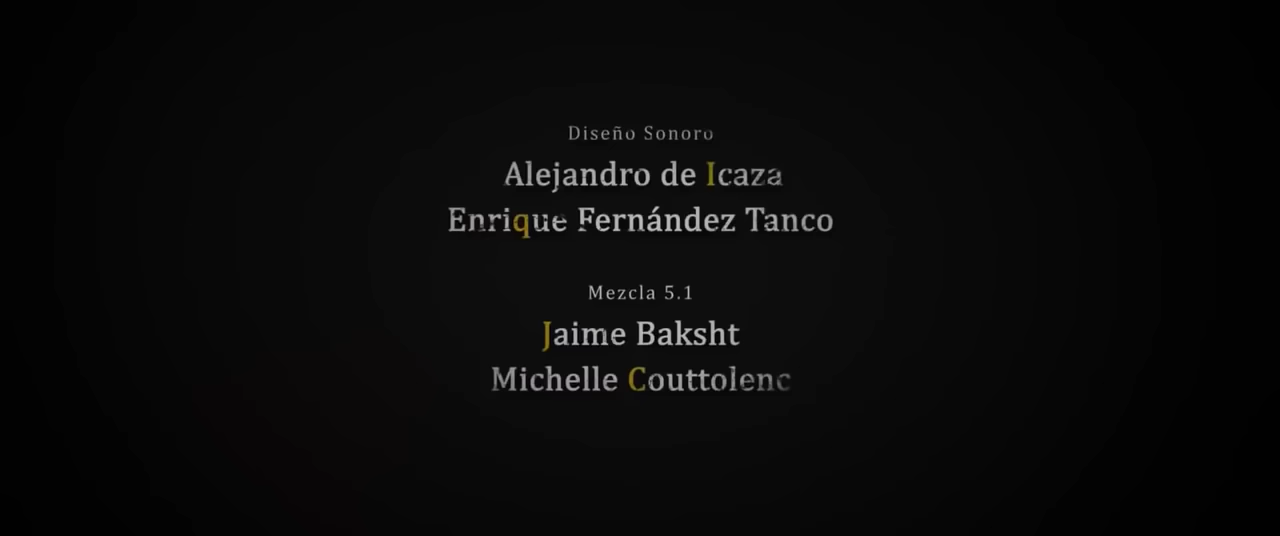 Diseño Sonoro
Alejandro de Icaza
Enrique Fernández Tanco
Mezcla 5.1
Jaime Baksht
Michelle Couttolenc